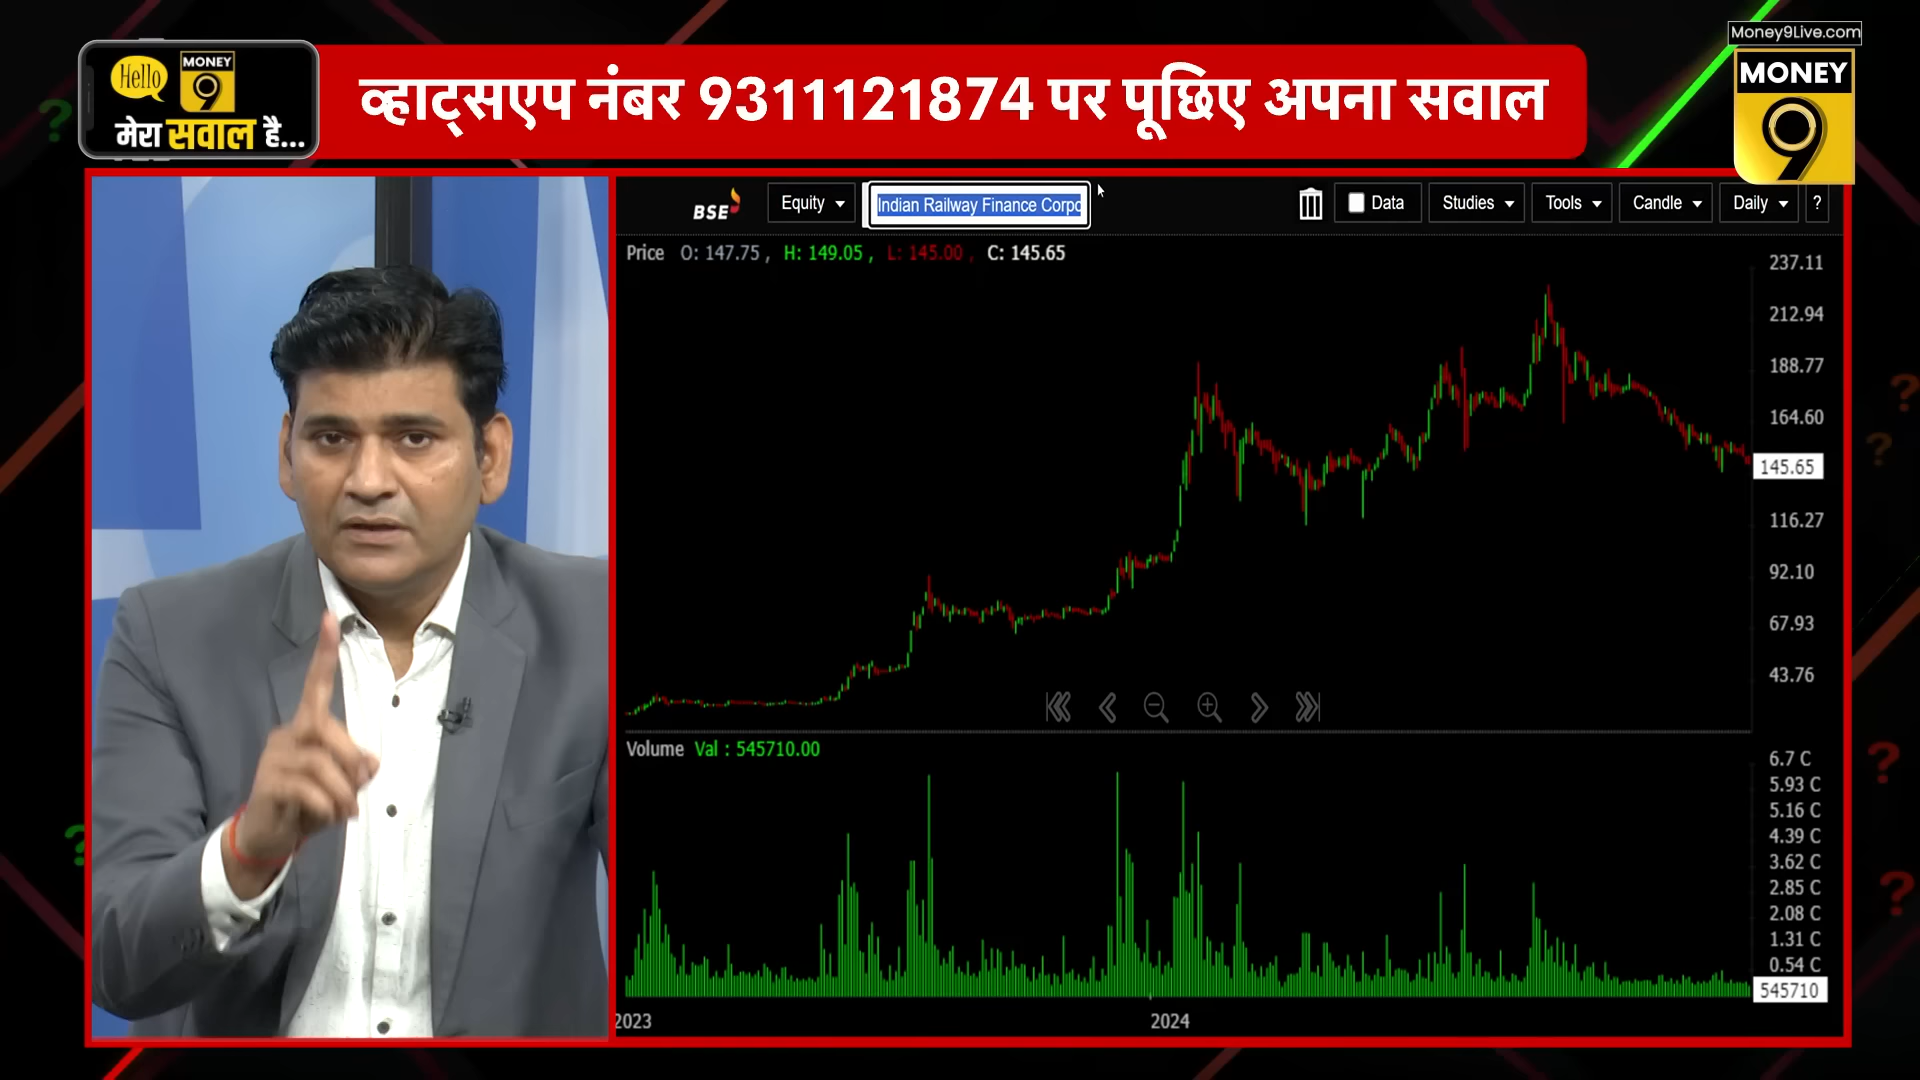 Money9Live.com
Hello
MONEY
9
मेरा सवाल है...
व्हाट्सएप नंबर 9311121874 पर पूछिए अपना सवाल
MONEY
9
BSE
Equity
Indian Railway Finance Corpo
Data
Studies
Tools
Candle
Daily
?
Price O: 147.75 , H: 149.05 , L: 145.00 , C: 145.65
237.11
212.94
188.77
164.60
145.65
116.27
92.10
67.93
43.76
Volume Val : 545710.00
6.7 C
5.93 C
5.16 C
4.39 C
3.62 C
2.85 C
2.08 C
1.31 C
0.54 C
545710
2023
2024